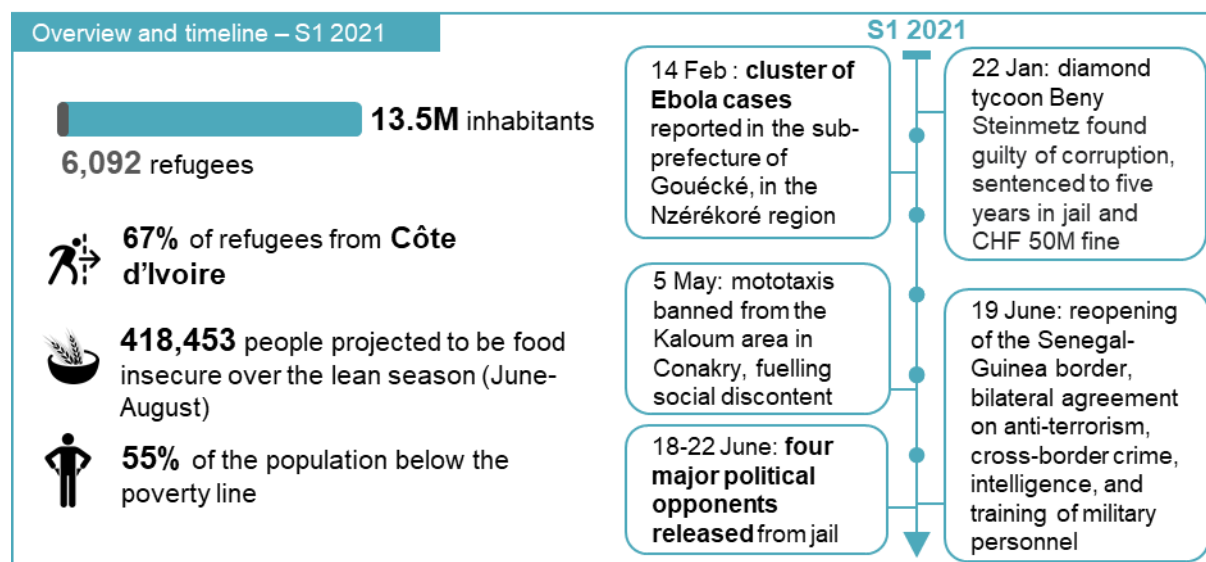 Overview and timeline – S1 2021
13.5M inhabitants
6,092 refugees
67% of refugees from Côte
d'Ivoire
418,453 people projected to be food
insecure over the lean season (June-
August)
55% of the population below the
poverty line
S1 2021
22 Jan: diamond
tycoon Beny
Steinmetz found
guilty of corruption,
sentenced to five
years in jail and
CHF 50M fine
14 Feb : cluster of
Ebola cases
reported in the sub-
prefecture of
Gouécké, in the
Nzérékoré region
5 May: mototaxis
banned from the
Kaloum area in
Conakry, fuelling
social discontent
18-22 June: four
major political
opponents
released from jail
19 June: reopening
of the Senegal-
Guinea border,
bilateral agreement
on anti-terrorism,
cross-border crime,
intelligence, and
training of military
personnel